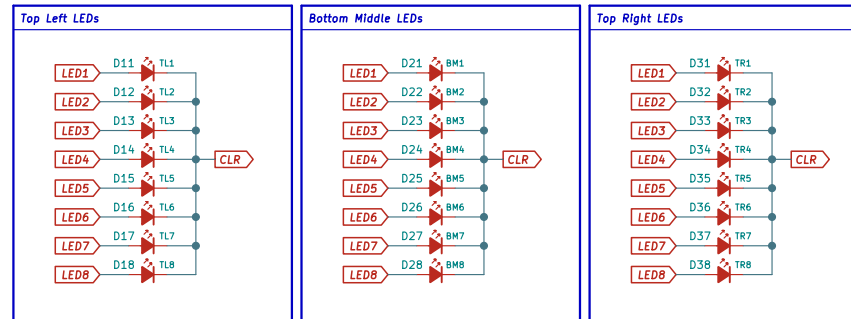 Top Left LEDs
LED1 D11 TL1
LED2 D12 TL2
LED3 D13 TL3
LED4 D14 TL4 CLR
LED5 D15 TL5
LED6 D16 TL6
LED7 D17 TL7
LED8 D18 TL8
Bottom Middle LEDs
LED1 D21 BM1
LED2 D22 BM2
LED3 D23 BM3
LED4 D24 BM4 CLR
LED5 D25 BM5
LED6 D26 BM6
LED7 D27 BM7
LED8 D28 BM8
Top Right LEDs
LED1 D31 TR1
LED2 D32 TR2
LED3 D33 TR3
LED4 D34 TR4 CLR
LED5 D35 TR5
LED6 D36 TR6
LED7 D37 TR7
LED8 D38 TR8